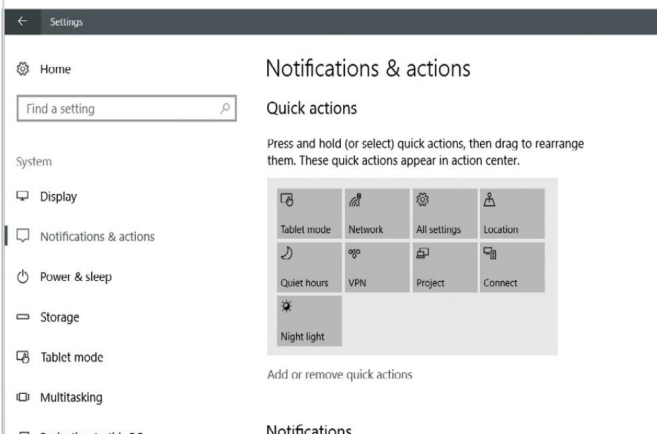 Settings
Home
Find a setting
System
Display
Notifications & actions
Power & sleep
Storage
Tablet mode
Multitasking
Notifications & actions
Quick actions
Press and hold (or select) quick actions, then drag to rearrange
them. These quick actions appear in action center.
Tablet mode Network All settings Location
Quiet hours VPN Project Connect
Night light
Add or remove quick actions
Notifications